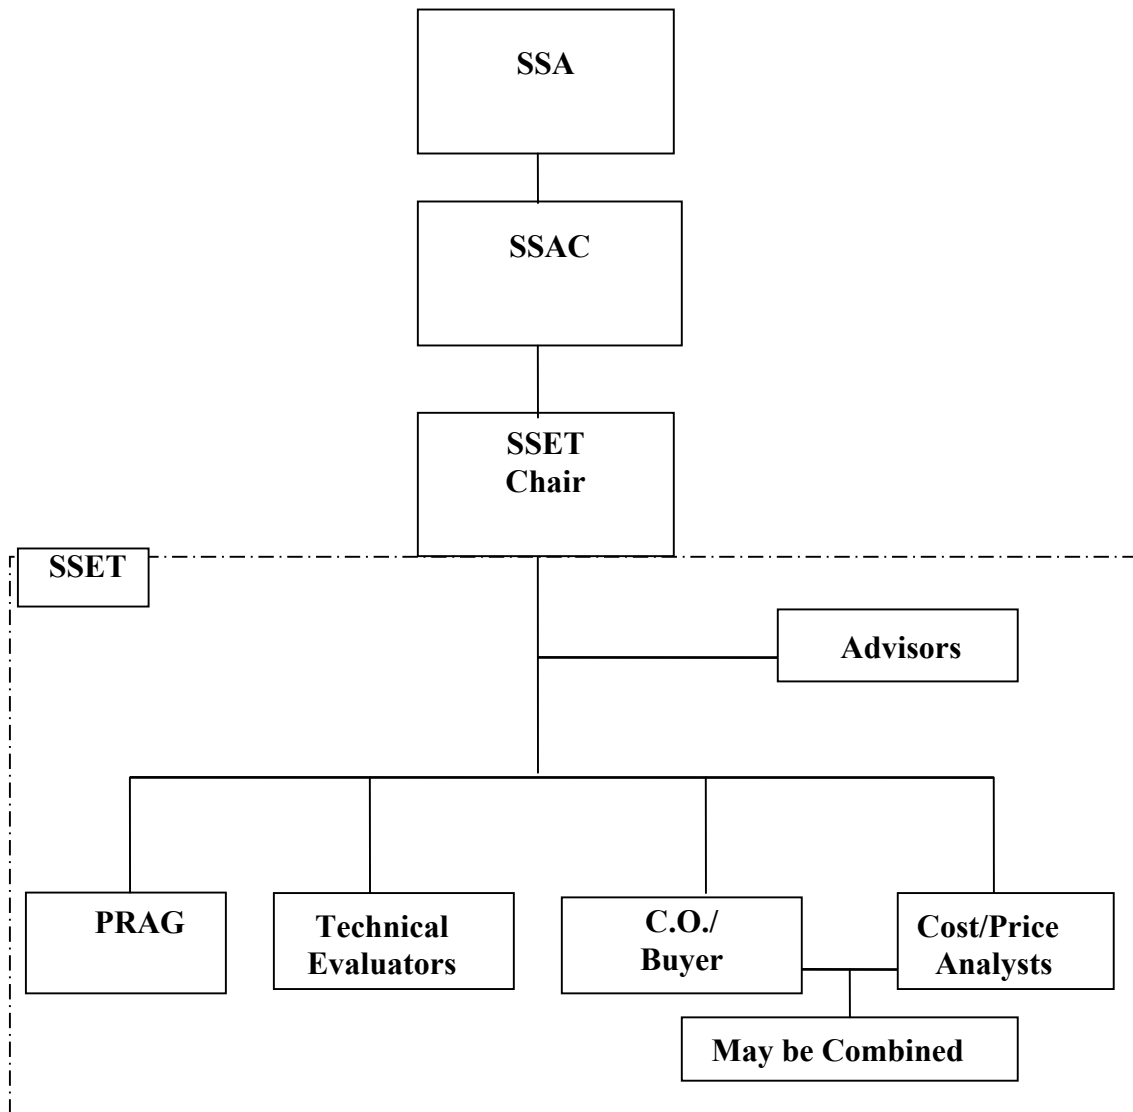 SSA
SSAC
SSET
Chair
SSET
Advisors
PRAG
Technical
Evaluators
C.O./
Buyer
Cost/Price
Analysts
May be Combined